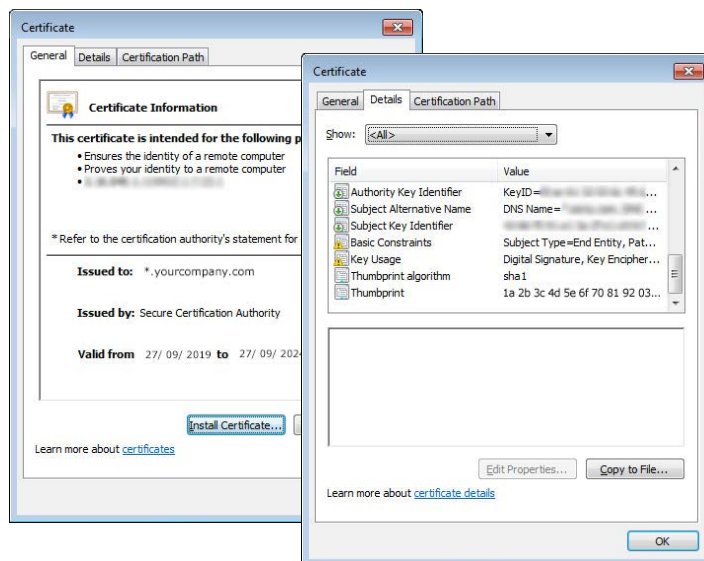 Certificate
General Details Certification Path
Certificate Information
This certificate is intended for the following p
• Ensures the identity of a remote computer
• Proves your identity to a remote computer
•
* Refer to the certification authority's statement for
Issued to: *.yourcompany.com
Issued by: Secure Certification Authority
Valid from 27/ 09/ 2019 to 27/ 09/ 2024
Install Certificate...
Learn more about certificates
Certificate
General Details Certification Path
Show: <All>
Field Value
Authority Key Identifier KeyID=
Subject Alternative Name DNS Name=
Subject Key Identifier
Basic Constraints Subject Type=End Entity, Pat...
Key Usage Digital Signature, Key Encipher...
Thumbprint algorithm sha1
Thumbprint 1a 2b 3c 4d 5e 6f 70 81 92 03...
Edit Properties... Copy to File...
Learn more about certificate details
OK